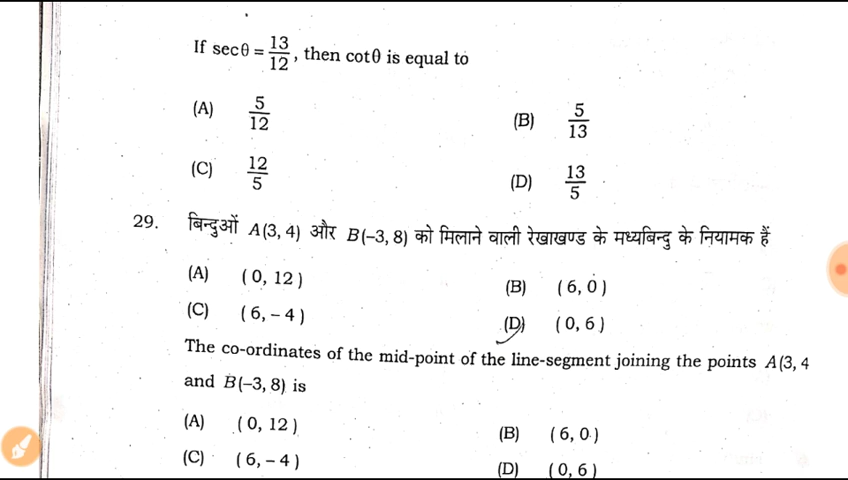 If secθ = 13/12, then cotθ is equal to
(A) 5/12
(B) 5/13
(C) 12/5
(D) 13/5
29. बिन्दुओं A(3, 4) और B(–3, 8) को मिलाने वाली रेखाखण्ड के मध्यबिन्दु के नियामक हैं
(A) ( 0, 12 )
(B) ( 6, 0 )
(C) ( 6, – 4 )
(D) ( 0, 6 )
The co-ordinates of the mid-point of the line-segment joining the points A(3, 4
and B(–3, 8) is
(A) ( 0, 12 )
(B) ( 6, 0 )
(C) ( 6, – 4 )
(D) ( 0, 6 )